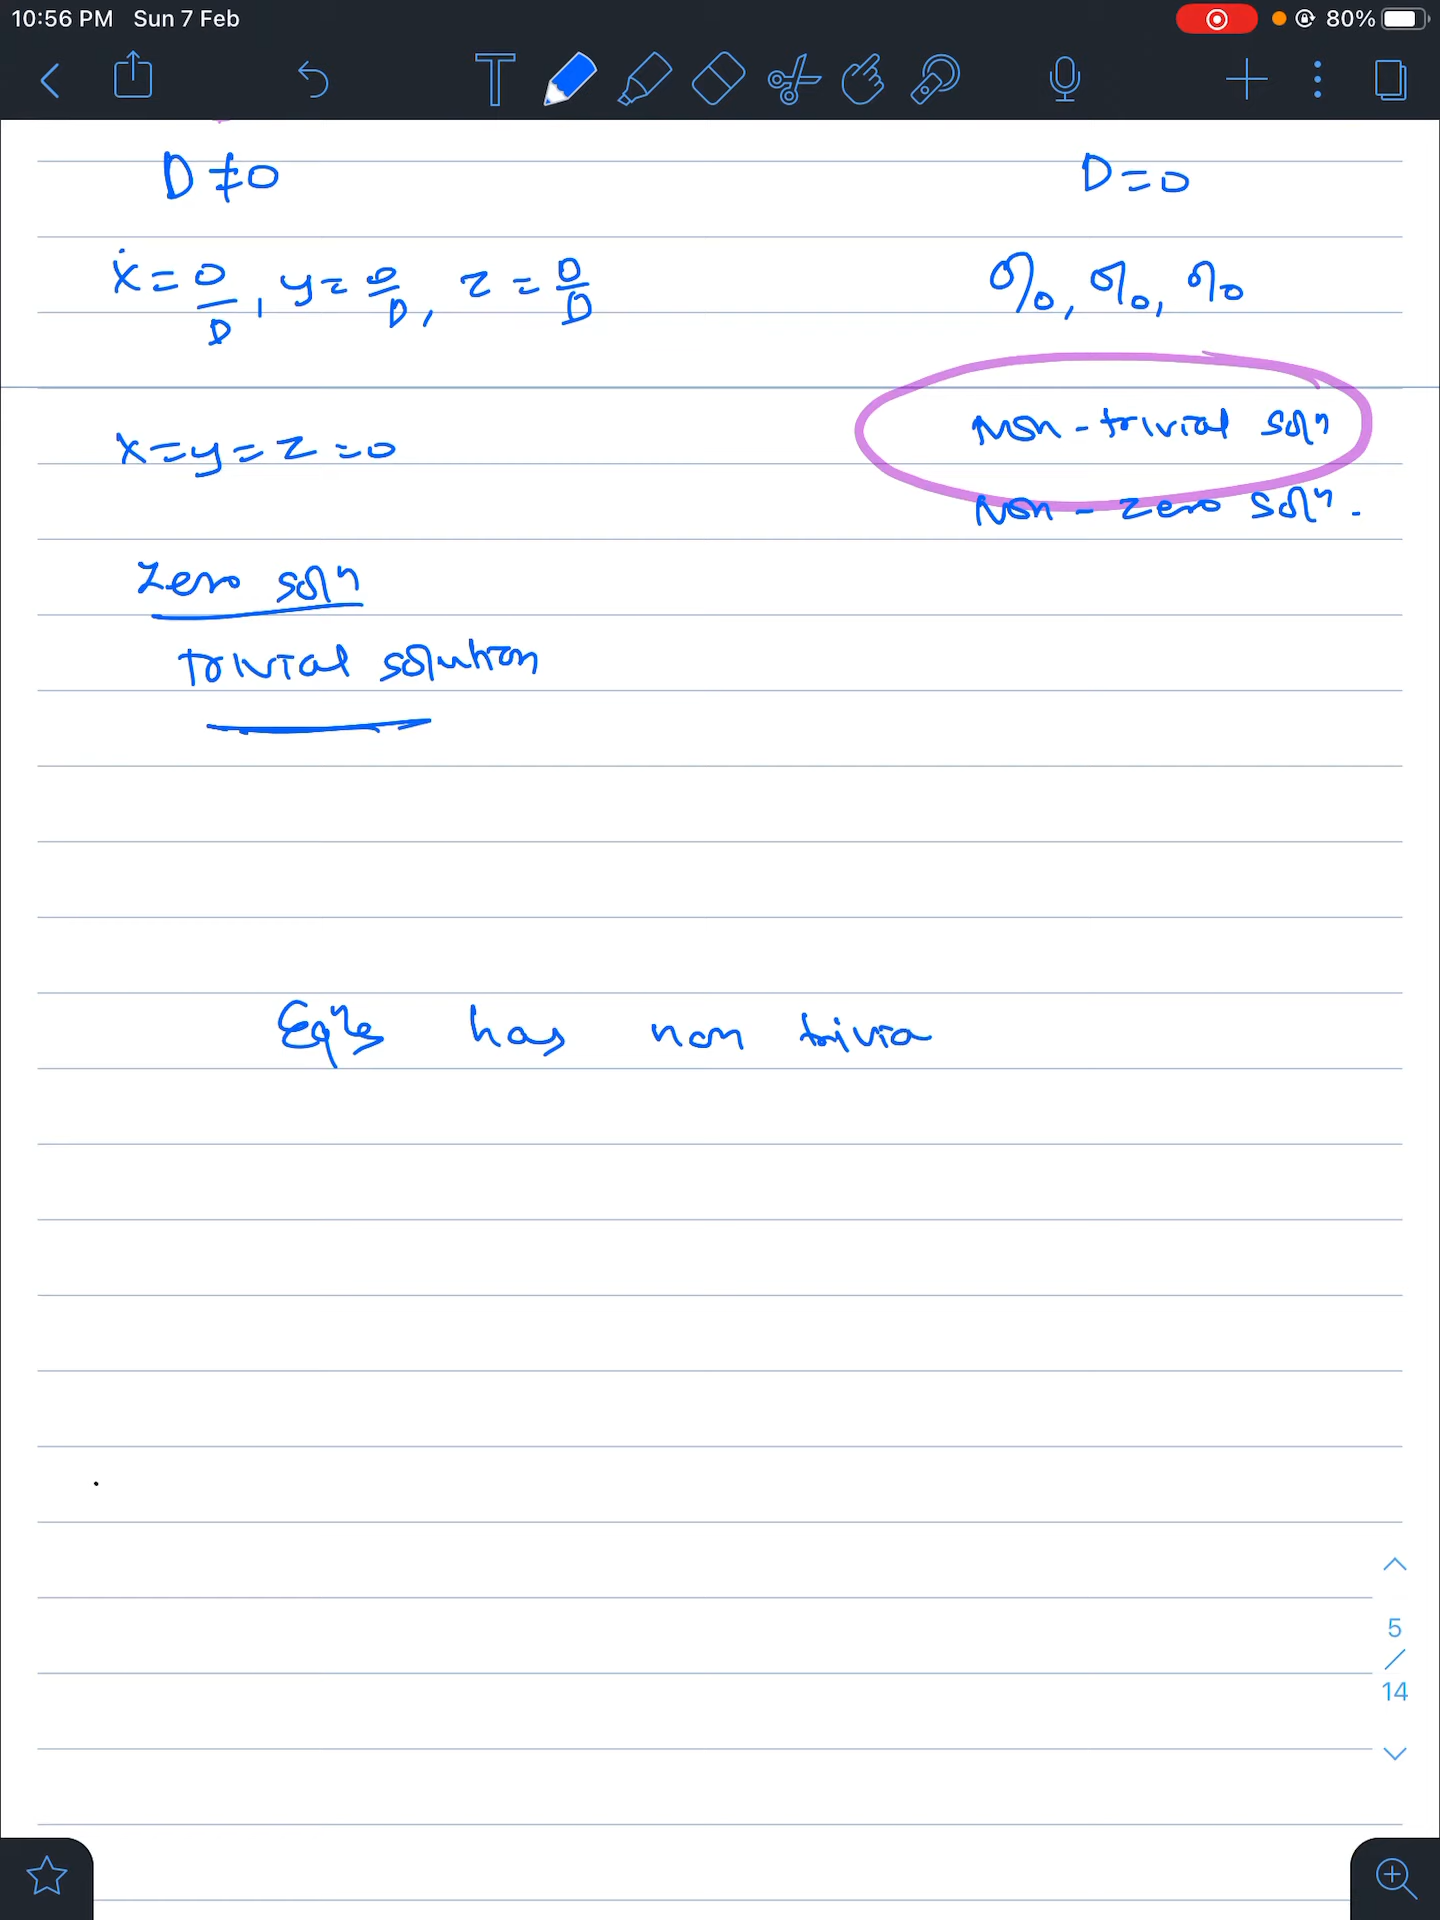 10:56 PM Sun 7 Feb 80%
D ≠ 0
D = 0
x = 0/D, y = 0/D, z = 0/D
0/0, 0/0, 0/0
x = y = z = 0
Non-trivial solⁿ
Non-zero solⁿ.
Zero solⁿ
trivial solution
Eqⁿs has non trivia
5
/
14